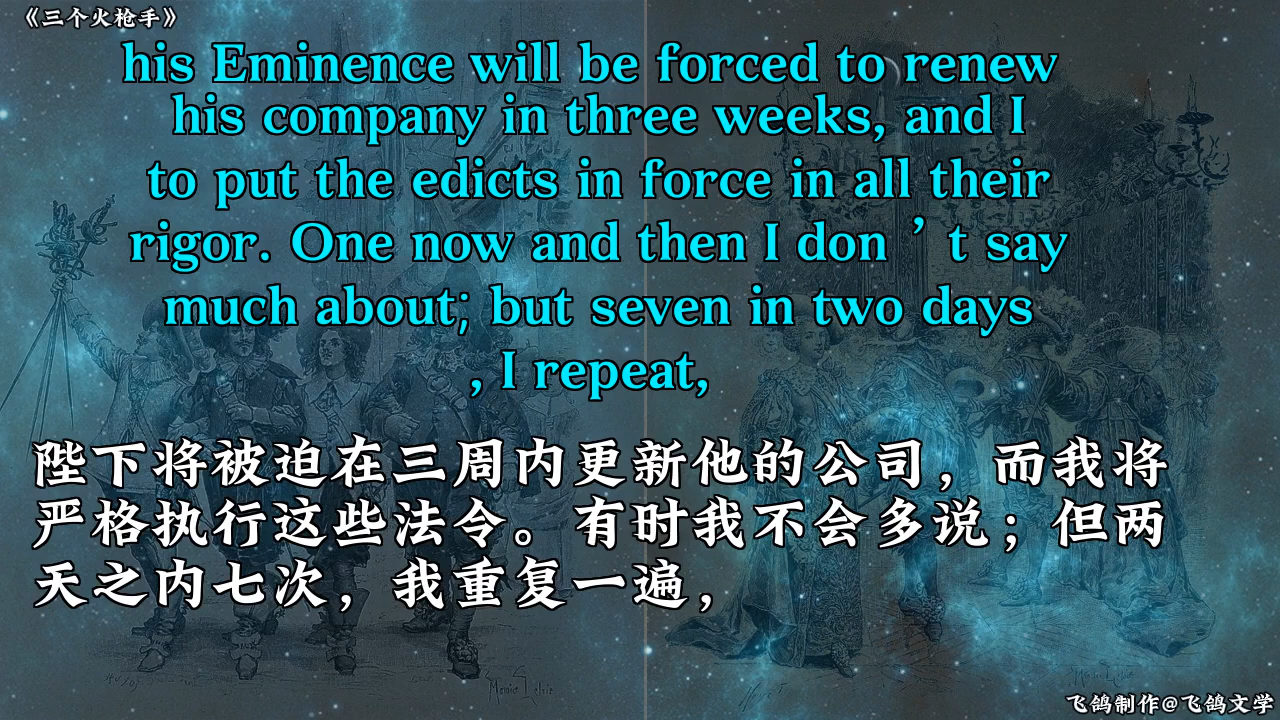 《三个火枪手》
his Eminence will be forced to renew
his company in three weeks, and I
to put the edicts in force in all their
rigor. One now and then I don ’ t say
much about; but seven in two days
, I repeat,
陛下将被迫在三周内更新他的公司，而我将
严格执行这些法令。有时我不会多说；但两
天之内七次，我重复一遍，
飞鸽制作@飞鸽文学